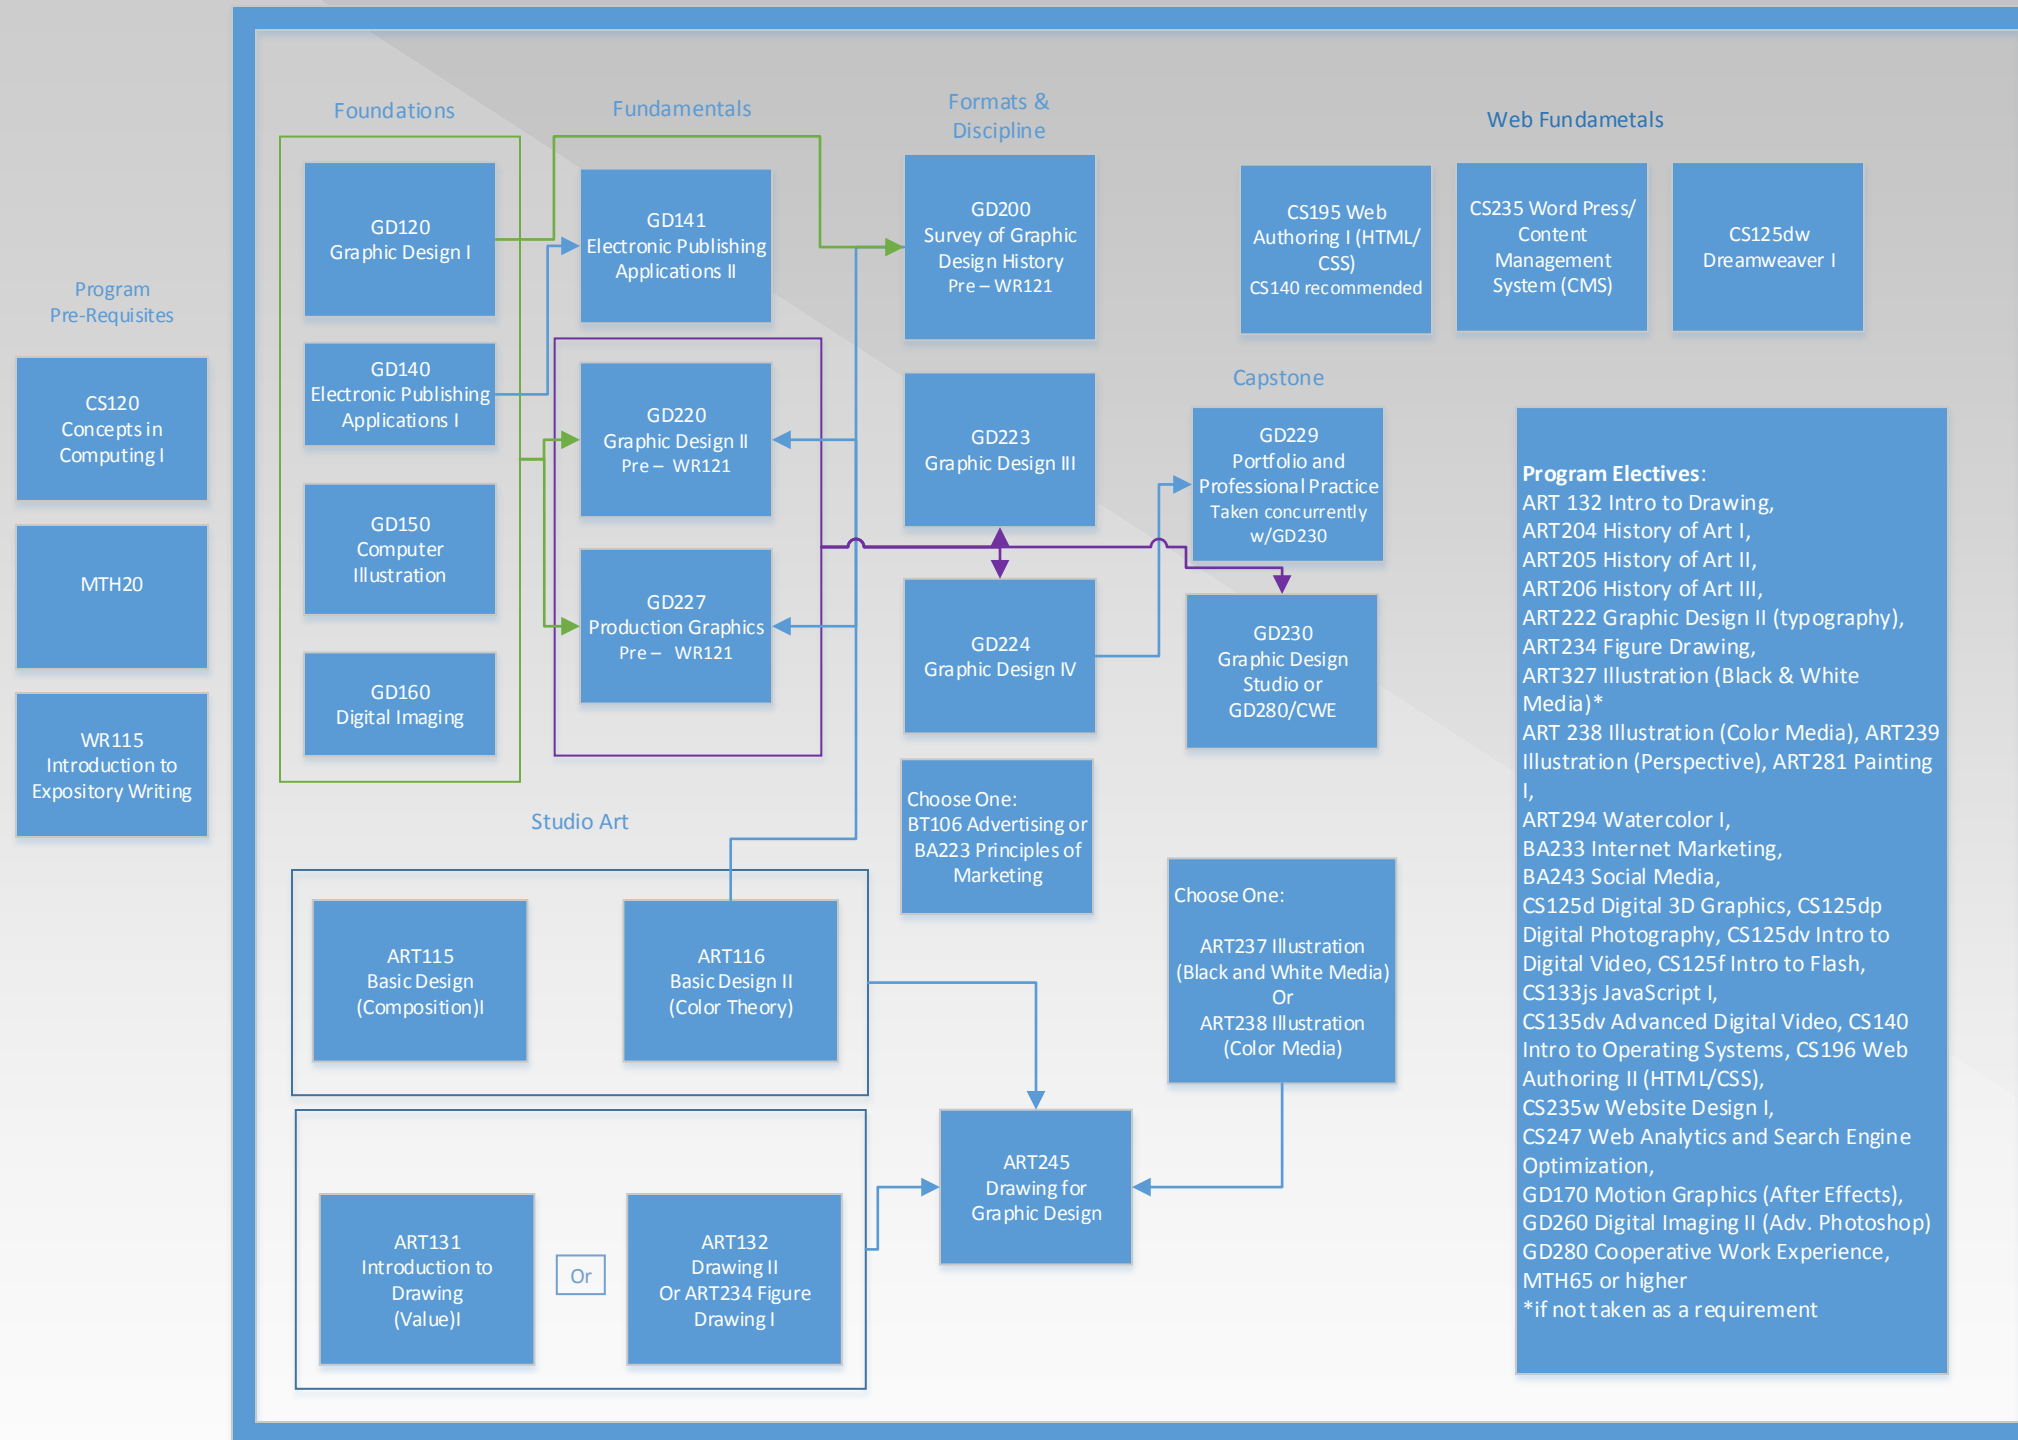 Program
Pre-Requisites
CS120
Concepts in
Computing I
MTH20
WR115
Introduction to
Expository Writing
Foundations
GD120
Graphic Design I
GD140
Electronic Publishing
Applications I
GD150
Computer
Illustration
GD160
Digital Imaging
Fundamentals
GD141
Electronic Publishing
Applications II
GD220
Graphic Design II
Pre – WR121
GD227
Production Graphics
Pre – WR121
Formats &
Discipline
GD200
Survey of Graphic
Design History
Pre – WR121
GD223
Graphic Design III
GD224
Graphic Design IV
Choose One:
BT106 Advertising or
BA223 Principles of
Marketing
Web Fundametals
CS195 Web
Authoring I (HTML/
CSS)
CS140 recommended
CS235 Word Press/
Content
Management
System (CMS)
CS125dw
Dreamweaver I
Capstone
GD229
Portfolio and
Professional Practice
Taken concurrently
w/GD230
GD230
Graphic Design
Studio or
GD280/CWE
Studio Art
ART115
Basic Design
(Composition)I
ART116
Basic Design II
(Color Theory)
ART131
Introduction to
Drawing
(Value)I
Or
ART132
Drawing II
Or ART234 Figure
Drawing I
ART245
Drawing for
Graphic Design
Choose One:
ART237 Illustration
(Black and White Media)
Or
ART238 Illustration
(Color Media)
Program Electives:
ART 132 Intro to Drawing,
ART204 History of Art I,
ART205 History of Art II,
ART206 History of Art III,
ART222 Graphic Design II (typography),
ART234 Figure Drawing,
ART327 Illustration (Black & White
Media)*
ART 238 Illustration (Color Media), ART239
Illustration (Perspective), ART281 Painting
I,
ART294 Watercolor I,
BA233 Internet Marketing,
BA243 Social Media,
CS125d Digital 3D Graphics, CS125dp
Digital Photography, CS125dv Intro to
Digital Video, CS125f Intro to Flash,
CS133js JavaScript I,
CS135dv Advanced Digital Video, CS140
Intro to Operating Systems, CS196 Web
Authoring II (HTML/CSS),
CS235w Website Design I,
CS247 Web Analytics and Search Engine
Optimization,
GD170 Motion Graphics (After Effects),
GD260 Digital Imaging II (Adv. Photoshop)
GD280 Cooperative Work Experience,
MTH65 or higher
*if not taken as a requirement